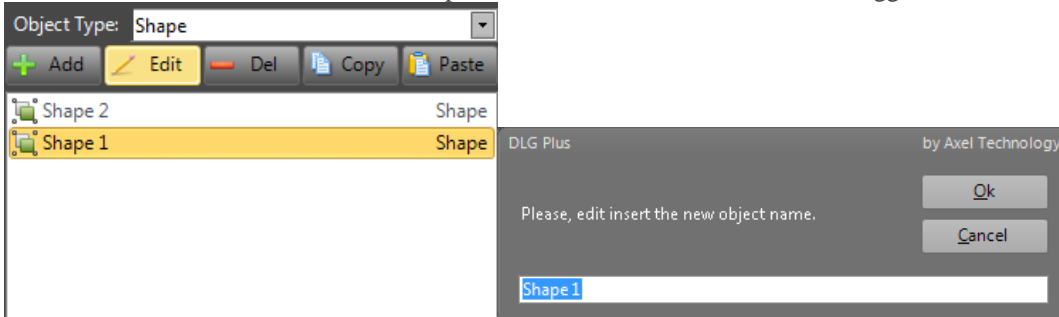 Object Type: Shape
Add Edit Del Copy Paste
Shape 2 Shape
Shape 1 Shape
DLG Plus by Axel Technology
Ok
Please, edit insert the new object name.
Cancel
Shape 1